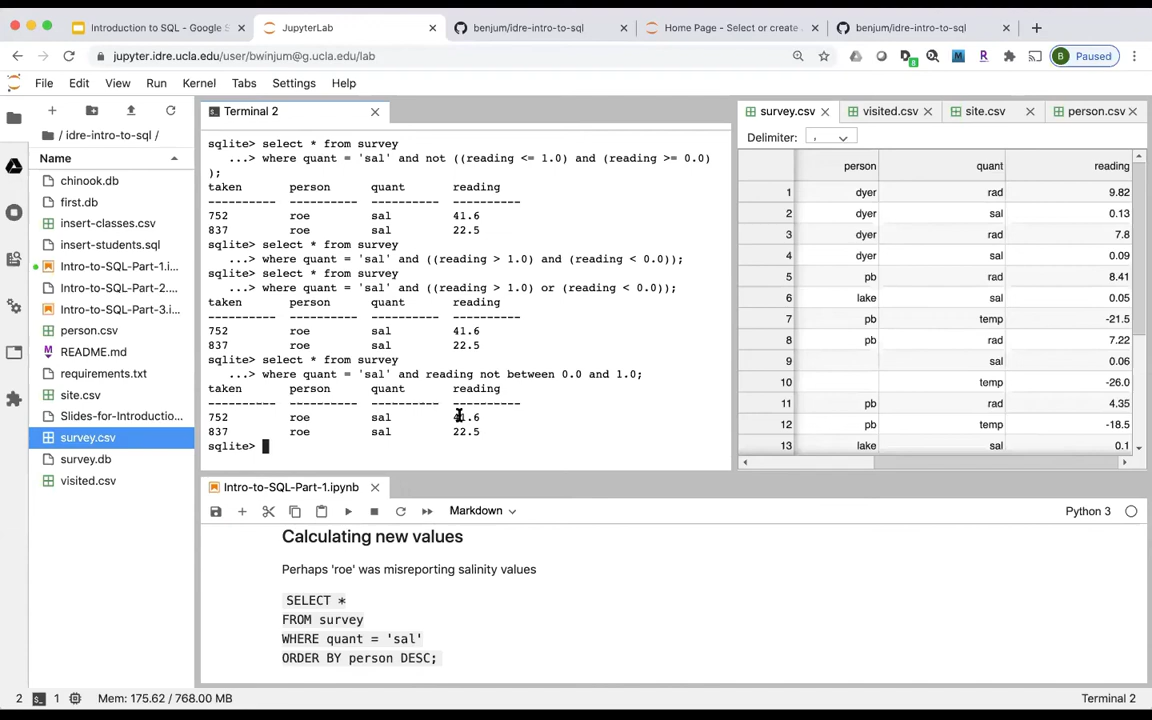 Introduction to SQL - Google S
JupyterLab
benjum/idre-intro-to-sql
Home Page - Select or create
benjum/idre-intro-to-sql
jupyter.idre.ucla.edu/user/bwinjum@g.ucla.edu/lab
8
M
R
B
Paused
File
Edit
View
Run
Kernel
Tabs
Settings
Help
/ idre-intro-to-sql /
Name
chinook.db
first.db
insert-classes.csv
insert-students.sql
Intro-to-SQL-Part-1.i...
Intro-to-SQL-Part-2....
Intro-to-SQL-Part-3.i...
person.csv
README.md
requirements.txt
site.csv
Slides-for-Introductio...
survey.csv
survey.db
visited.csv
Terminal 2
sqlite> select * from survey
...> where quant = 'sal' and not ((reading <= 1.0) and (reading >= 0.0)
);
taken person quant reading
---------- ---------- ---------- ----------
752 roe sal 41.6
837 roe sal 22.5
sqlite> select * from survey
...> where quant = 'sal' and ((reading > 1.0) and (reading < 0.0));
sqlite> select * from survey
...> where quant = 'sal' and ((reading > 1.0) or (reading < 0.0));
taken person quant reading
---------- ---------- ---------- ----------
752 roe sal 41.6
837 roe sal 22.5
sqlite> select * from survey
...> where quant = 'sal' and reading not between 0.0 and 1.0;
taken person quant reading
---------- ---------- ---------- ----------
752 roe sal 41.6
837 roe sal 22.5
sqlite>
survey.csv
visited.csv
site.csv
person.csv
Delimiter: ,
person quant reading
1 dyer rad 9.82
2 dyer sal 0.13
3 dyer rad 7.8
4 dyer sal 0.09
5 pb rad 8.41
6 lake sal 0.05
7 pb temp -21.5
8 pb rad 7.22
9 sal 0.06
10 temp -26.0
11 pb rad 4.35
12 pb temp -18.5
13 lake sal 0.1
Intro-to-SQL-Part-1.ipynb
Markdown
Python 3
Calculating new values
Perhaps 'roe' was misreporting salinity values
SELECT *
FROM survey
WHERE quant = 'sal'
ORDER BY person DESC;
2
1
Mem: 175.62 / 768.00 MB
Terminal 2